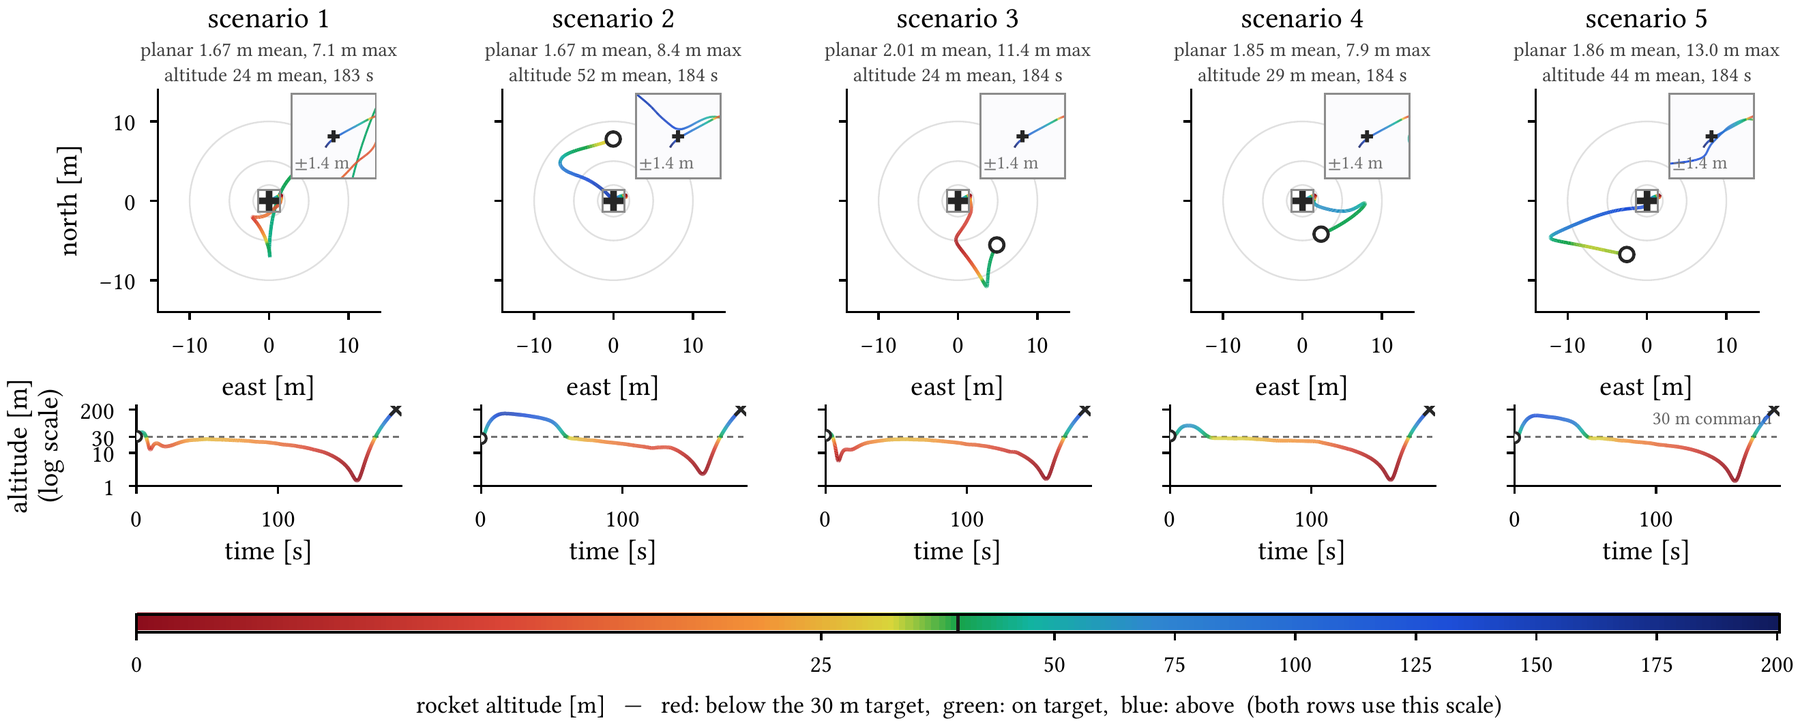 scenario 1
planar 1.67 m mean, 7.1 m max
altitude 24 m mean, 183 s
scenario 2
planar 1.67 m mean, 8.4 m max
altitude 52 m mean, 184 s
scenario 3
planar 2.01 m mean, 11.4 m max
altitude 24 m mean, 184 s
scenario 4
planar 1.85 m mean, 7.9 m max
altitude 29 m mean, 184 s
scenario 5
planar 1.86 m mean, 13.0 m max
altitude 44 m mean, 184 s
north [m]
10
0
−10
±1.4 m
±1.4 m
±1.4 m
±1.4 m
±1.4 m
−10 0 10
−10 0 10
−10 0 10
−10 0 10
−10 0 10
east [m]
east [m]
east [m]
east [m]
east [m]
altitude [m]
(log scale)
200
30
10
1
30 m command
0 100
0 100
0 100
0 100
0 100
time [s]
time [s]
time [s]
time [s]
time [s]
0 25 50 75 100 125 150 175 200
rocket altitude [m] — red: below the 30 m target, green: on target, blue: above (both rows use this scale)